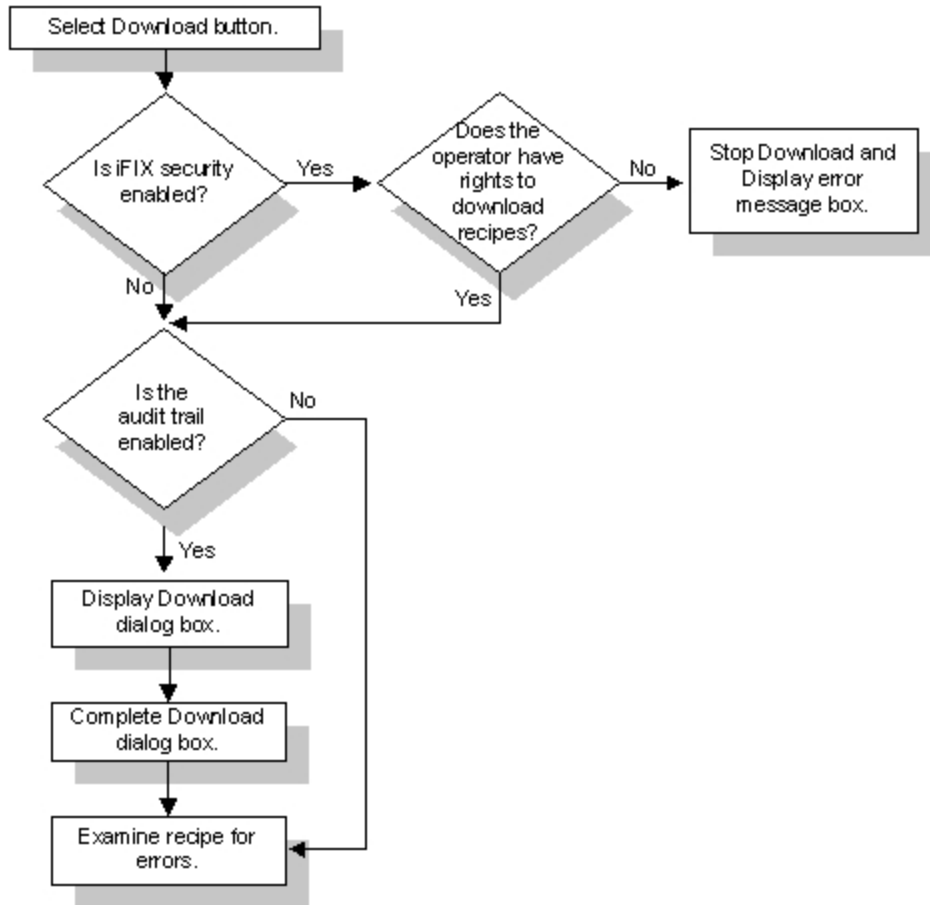 Select Download button.
Is iFIX security
enabled?
Yes
Does the
operator have
rights to
download
recipes?
No
Stop Download and
Display error
message box.
No
Yes
Is the
audit trail
enabled?
No
Yes
Display Download
dialog box.
Complete Download
dialog box.
Examine recipe for
errors.